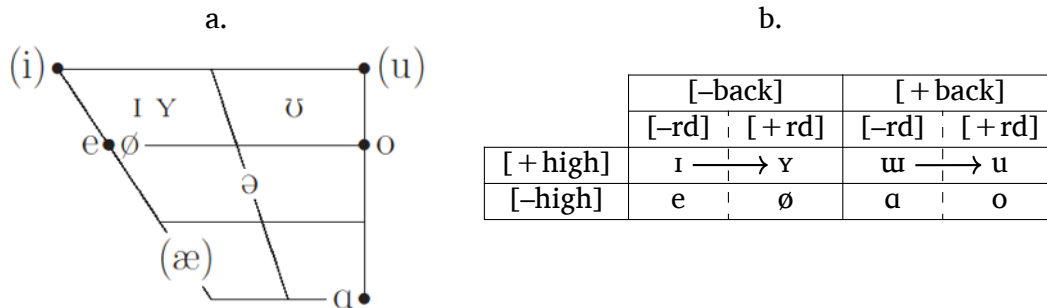 a.
(i) (u)
ɪ ʏ ʊ
e ø o
ə
(æ)
ɑ
b.
[–back] [+back]
[–rd] [+rd] [–rd] [+rd]
[+high] ɪ ⟶ ʏ ɯ ⟶ u
[–high] e ø ɑ o